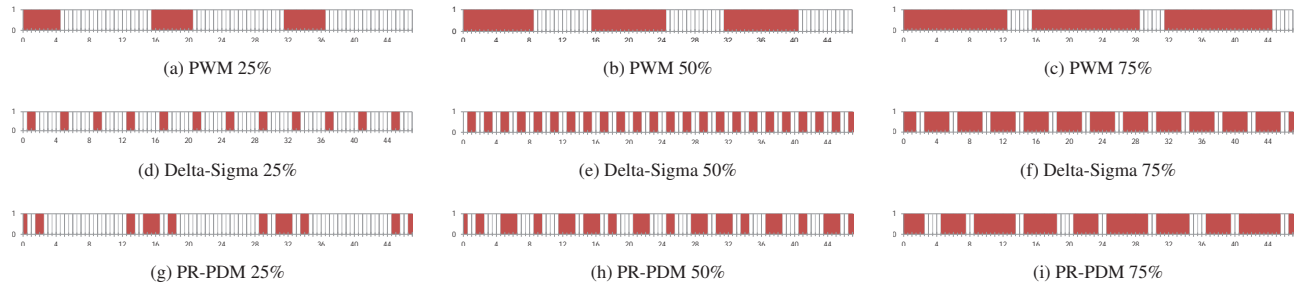 1
0
0 4 8 12 16 20 24 28 32 36 40 44
(a) PWM 25%
1
0
0 4 8 12 16 20 24 28 32 36 40 44
(b) PWM 50%
1
0
0 4 8 12 16 20 24 28 32 36 40 44
(c) PWM 75%
1
0
0 4 8 12 16 20 24 28 32 36 40 44
(d) Delta-Sigma 25%
1
0
0 4 8 12 16 20 24 28 32 36 40 44
(e) Delta-Sigma 50%
1
0
0 4 8 12 16 20 24 28 32 36 40 44
(f) Delta-Sigma 75%
1
0
0 4 8 12 16 20 24 28 32 36 40 44
(g) PR-PDM 25%
1
0
0 4 8 12 16 20 24 28 32 36 40 44
(h) PR-PDM 50%
1
0
0 4 8 12 16 20 24 28 32 36 40 44
(i) PR-PDM 75%